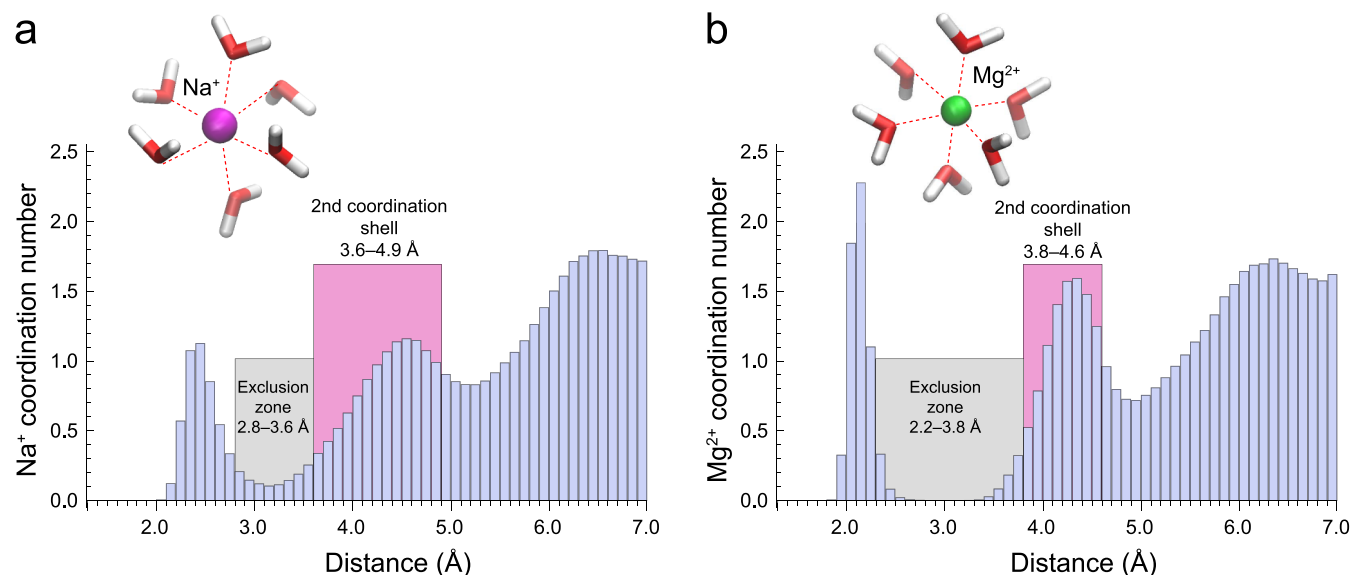 a
Na⁺
2nd coordination
shell
3.6–4.9 Å
Exclusion
zone
2.8–3.6 Å
Na⁺ coordination number
2.5
2.0
1.5
1.0
0.5
0.0
2.0 3.0 4.0 5.0 6.0 7.0
Distance (Å)
b
Mg²⁺
2nd coordination
shell
3.8–4.6 Å
Exclusion
zone
2.2–3.8 Å
Mg²⁺ coordination number
2.5
2.0
1.5
1.0
0.5
0.0
2.0 3.0 4.0 5.0 6.0 7.0
Distance (Å)